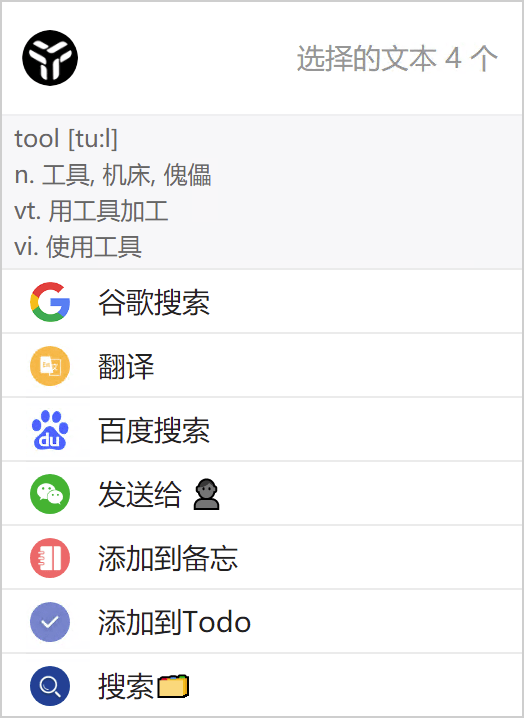 选择的文本 4 个
tool [tu:l]
n. 工具, 机床, 傀儡
vt. 用工具加工
vi. 使用工具
谷歌搜索
翻译
百度搜索
du
发送给
添加到备忘
添加到Todo
搜索